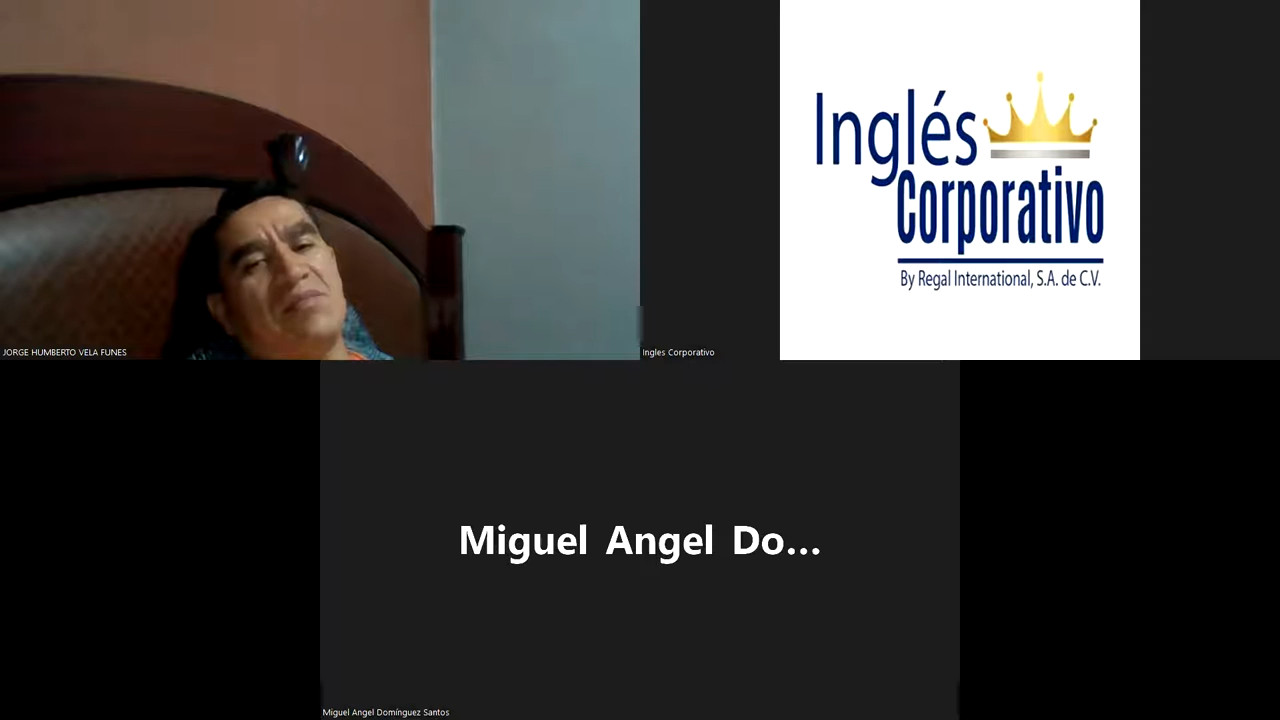 Inglés
Corporativo
By Regal International, S.A. de C.V.
JORGE HUMBERTO VELA FUNES
Ingles Corporativo
Miguel Angel Do...
Miguel Angel Domínguez Santos